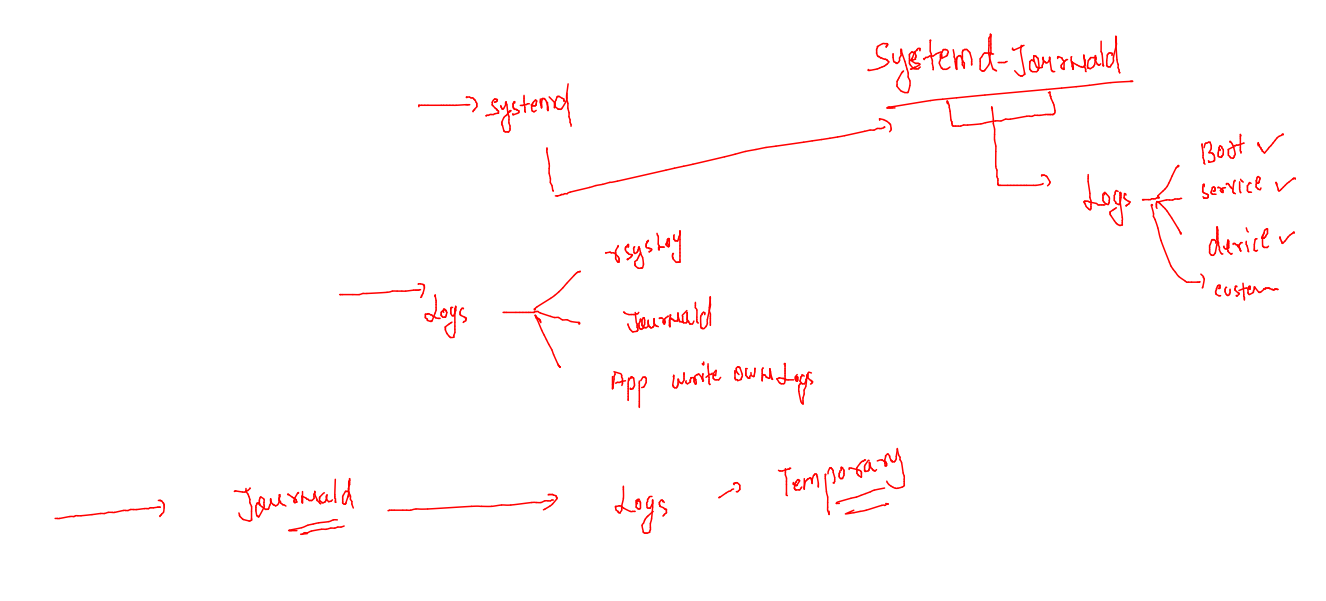 Systemd-Journald
systemd
Boot ✓
Logs
service ✓
device ✓
custom
rsyslog
Logs
Journald
App write own Logs
Journald
Logs
Temporary